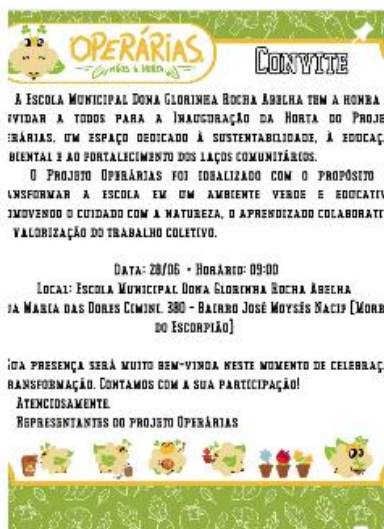 OPERÁRIAS
MÃOS À HORTA
CONVITE
A ESCOLA MUNICIPAL DONA GLORINHA ROCHA ABELHA TEM A HONRA
VIDAR A TODOS PARA A INAUGURAÇÃO DA HORTA DO PROJE
ERÁRIAS, UM ESPAÇO DEDICADO À SUSTENTABILIDADE, À EDUCAÇ
BIENTAL E AO FORTALECIMENTO DOS LAÇOS COMUNITÁRIOS.
O PROJETO OPERÁRIAS FOI IDEALIZADO COM O PROPÓSITO
ANSFORMAR A ESCOLA EM UM AMBIENTE VERDE E EDUCATIV
OMOVENDO O CUIDADO COM A NATUREZA, O APRENDIZADO COLABORATI
VALORIZAÇÃO DO TRABALHO COLETIVO.
DATA: 28/06 - HORÁRIO: 09:00
LOCAL: ESCOLA MUNICIPAL DONA GLORINHA ROCHA ABELHA
UA MARIA DAS DORES CIMINI, 380 - BAIRRO JOSÉ MOYSÉS NACIF [MORR
DO ESCORPIÃO]
SUA PRESENÇA SERÁ MUITO BEM-VINDA NESTE MOMENTO DE CELEBRAÇ
RANSFORMAÇÃO. CONTAMOS COM A SUA PARTICIPAÇÃO!
ATENCIOSAMENTE,
REPRESENTANTES DO PROJETO OPERÁRIAS